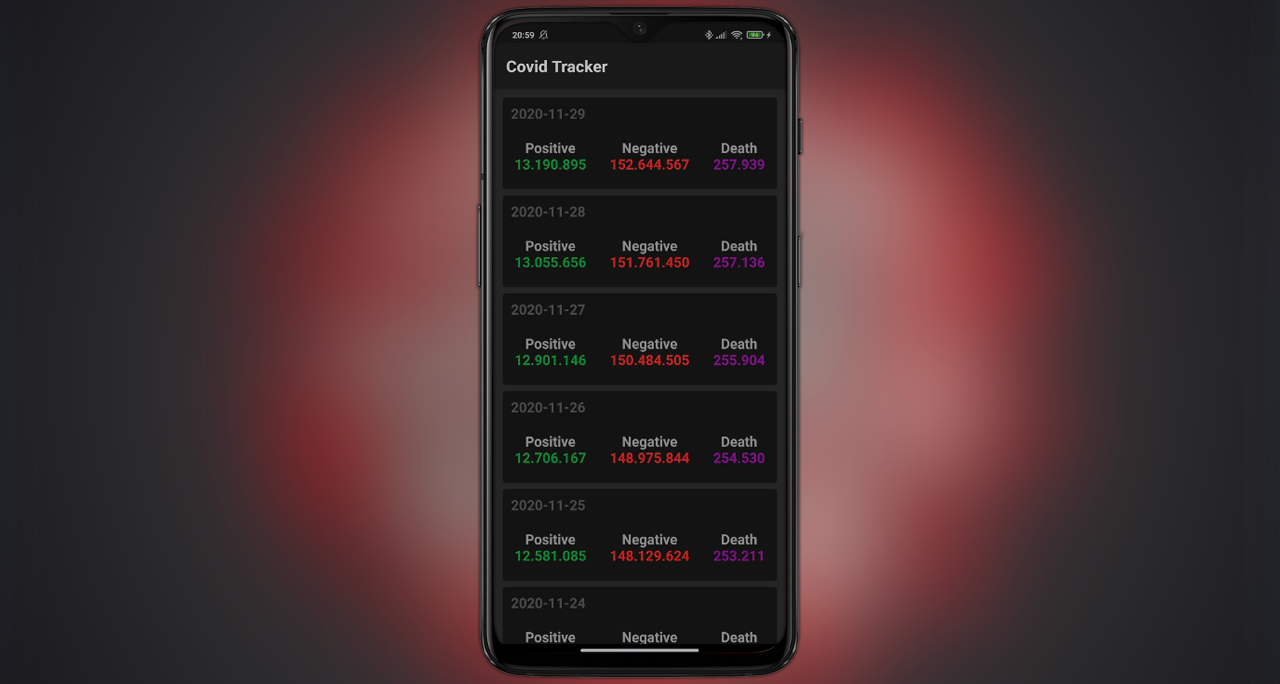 20:59
Covid Tracker
2020-11-29
Positive Negative Death
13.190.895 152.644.567 257.939
2020-11-28
Positive Negative Death
13.055.656 151.761.450 257.136
2020-11-27
Positive Negative Death
12.901.146 150.484.505 255.904
2020-11-26
Positive Negative Death
12.706.167 148.975.844 254.530
2020-11-25
Positive Negative Death
12.581.085 148.129.624 253.211
2020-11-24
Positive Negative Death